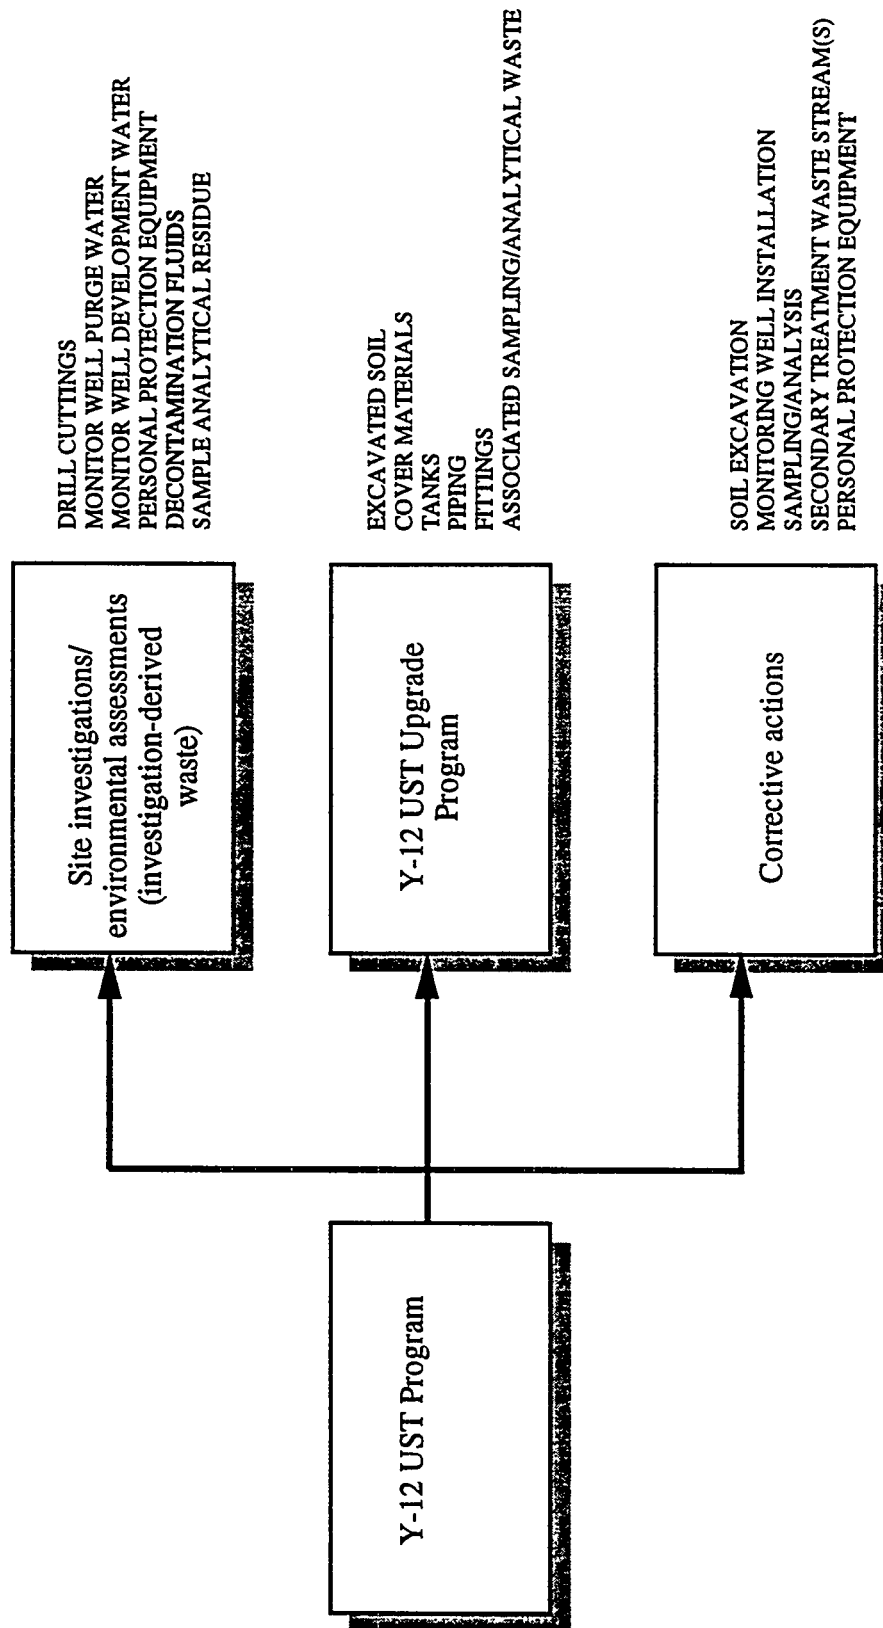 Y-12 UST Program
Site investigations/
environmental assessments
(investigation-derived
waste)
DRILL CUTTINGS
MONITOR WELL PURGE WATER
MONITOR WELL DEVELOPMENT WATER
PERSONAL PROTECTION EQUIPMENT
DECONTAMINATION FLUIDS
SAMPLE ANALYTICAL RESIDUE
Y-12 UST Upgrade
Program
EXCAVATED SOIL
COVER MATERIALS
TANKS
PIPING
FITTINGS
ASSOCIATED SAMPLING/ANALYTICAL WASTE
Corrective actions
SOIL EXCAVATION
MONITORING WELL INSTALLATION
SAMPLING/ANALYSIS
SECONDARY TREATMENT WASTE STREAM(S)
PERSONAL PROTECTION EQUIPMENT